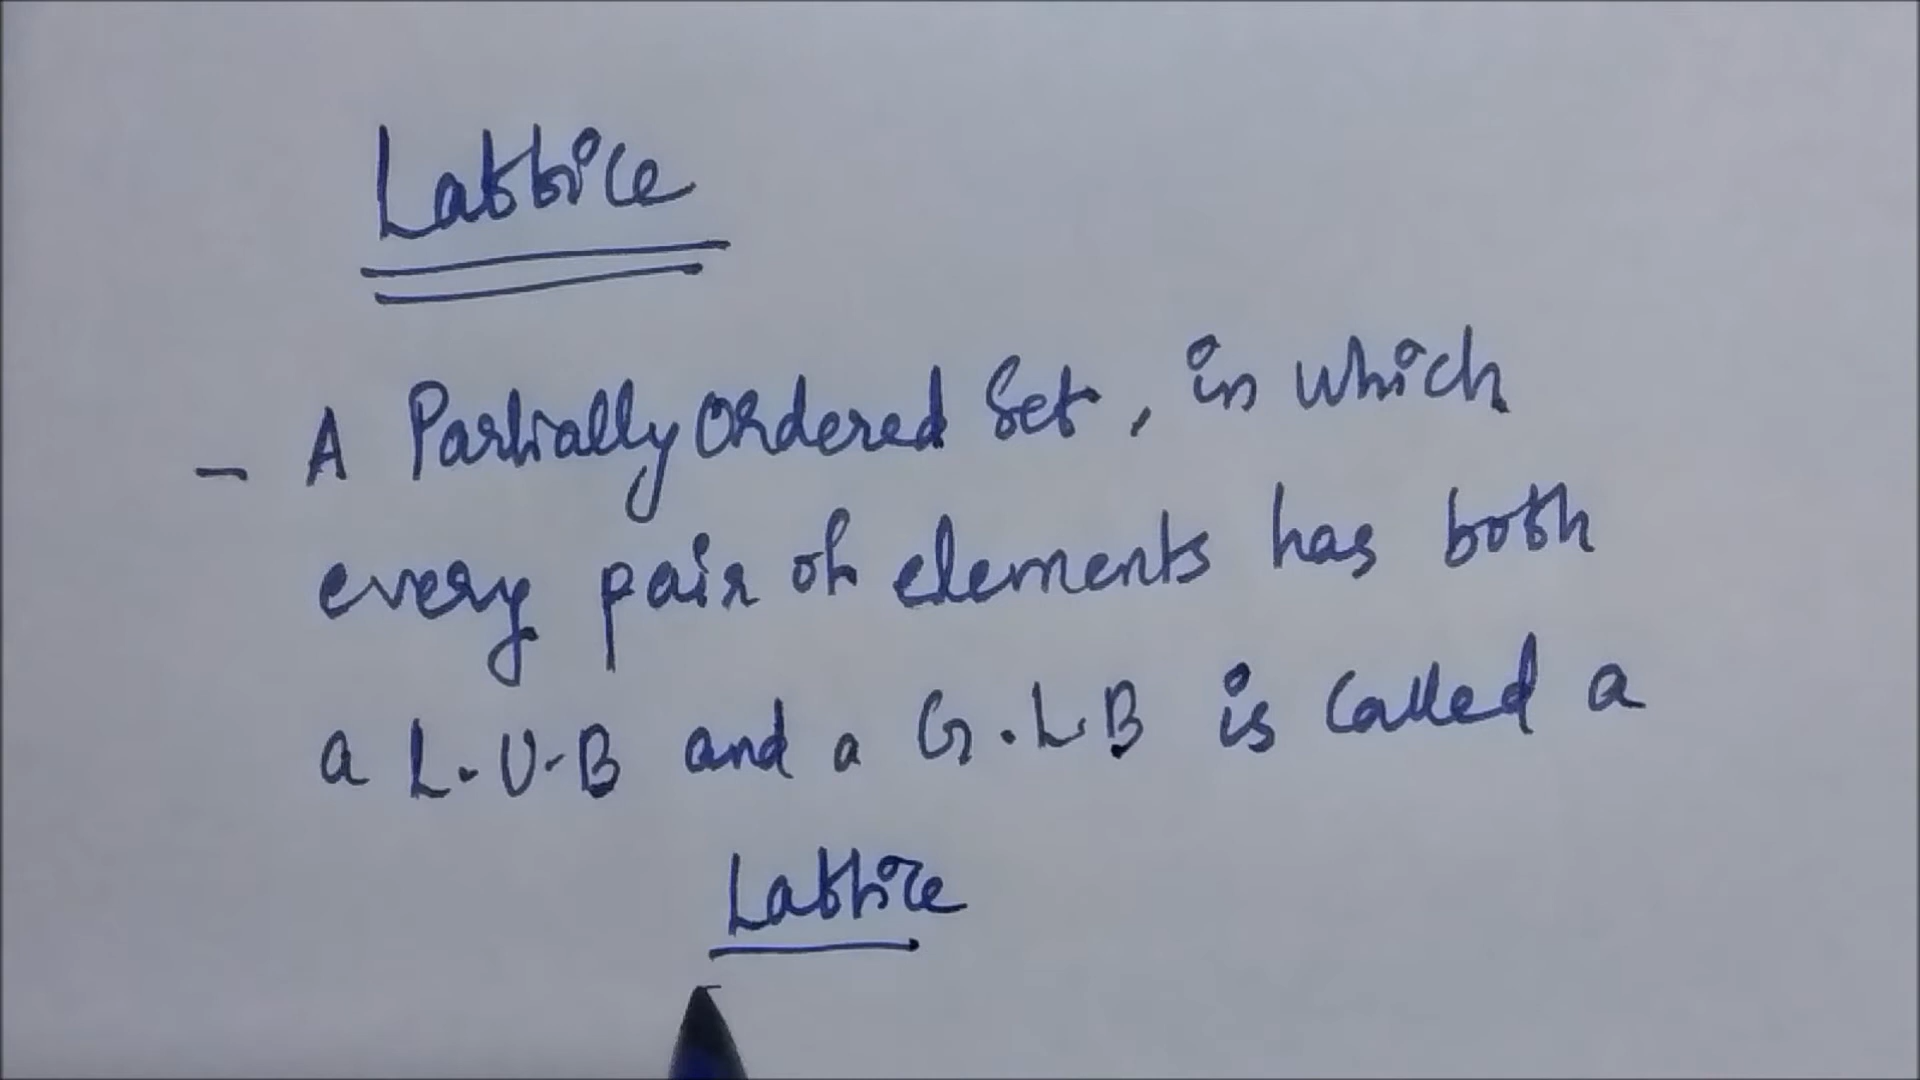 Lattice
- A Partially Ordered Set, in which
every pair of elements has both
a L.U.B and a G.L.B is called a
Lattice